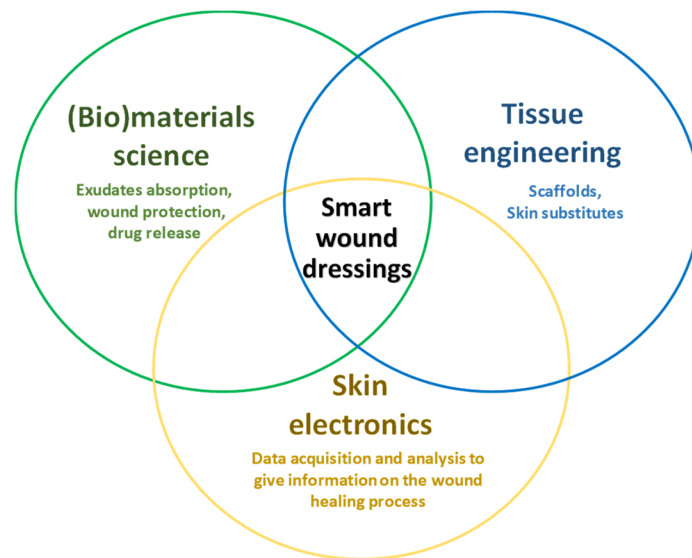 (Bio)materials
science
Exudates absorption,
wound protection,
drug release
Tissue
engineering
Scaffolds,
Skin substitutes
Smart
wound
dressings
Skin
electronics
Data acquisition and analysis to
give information on the wound
healing process